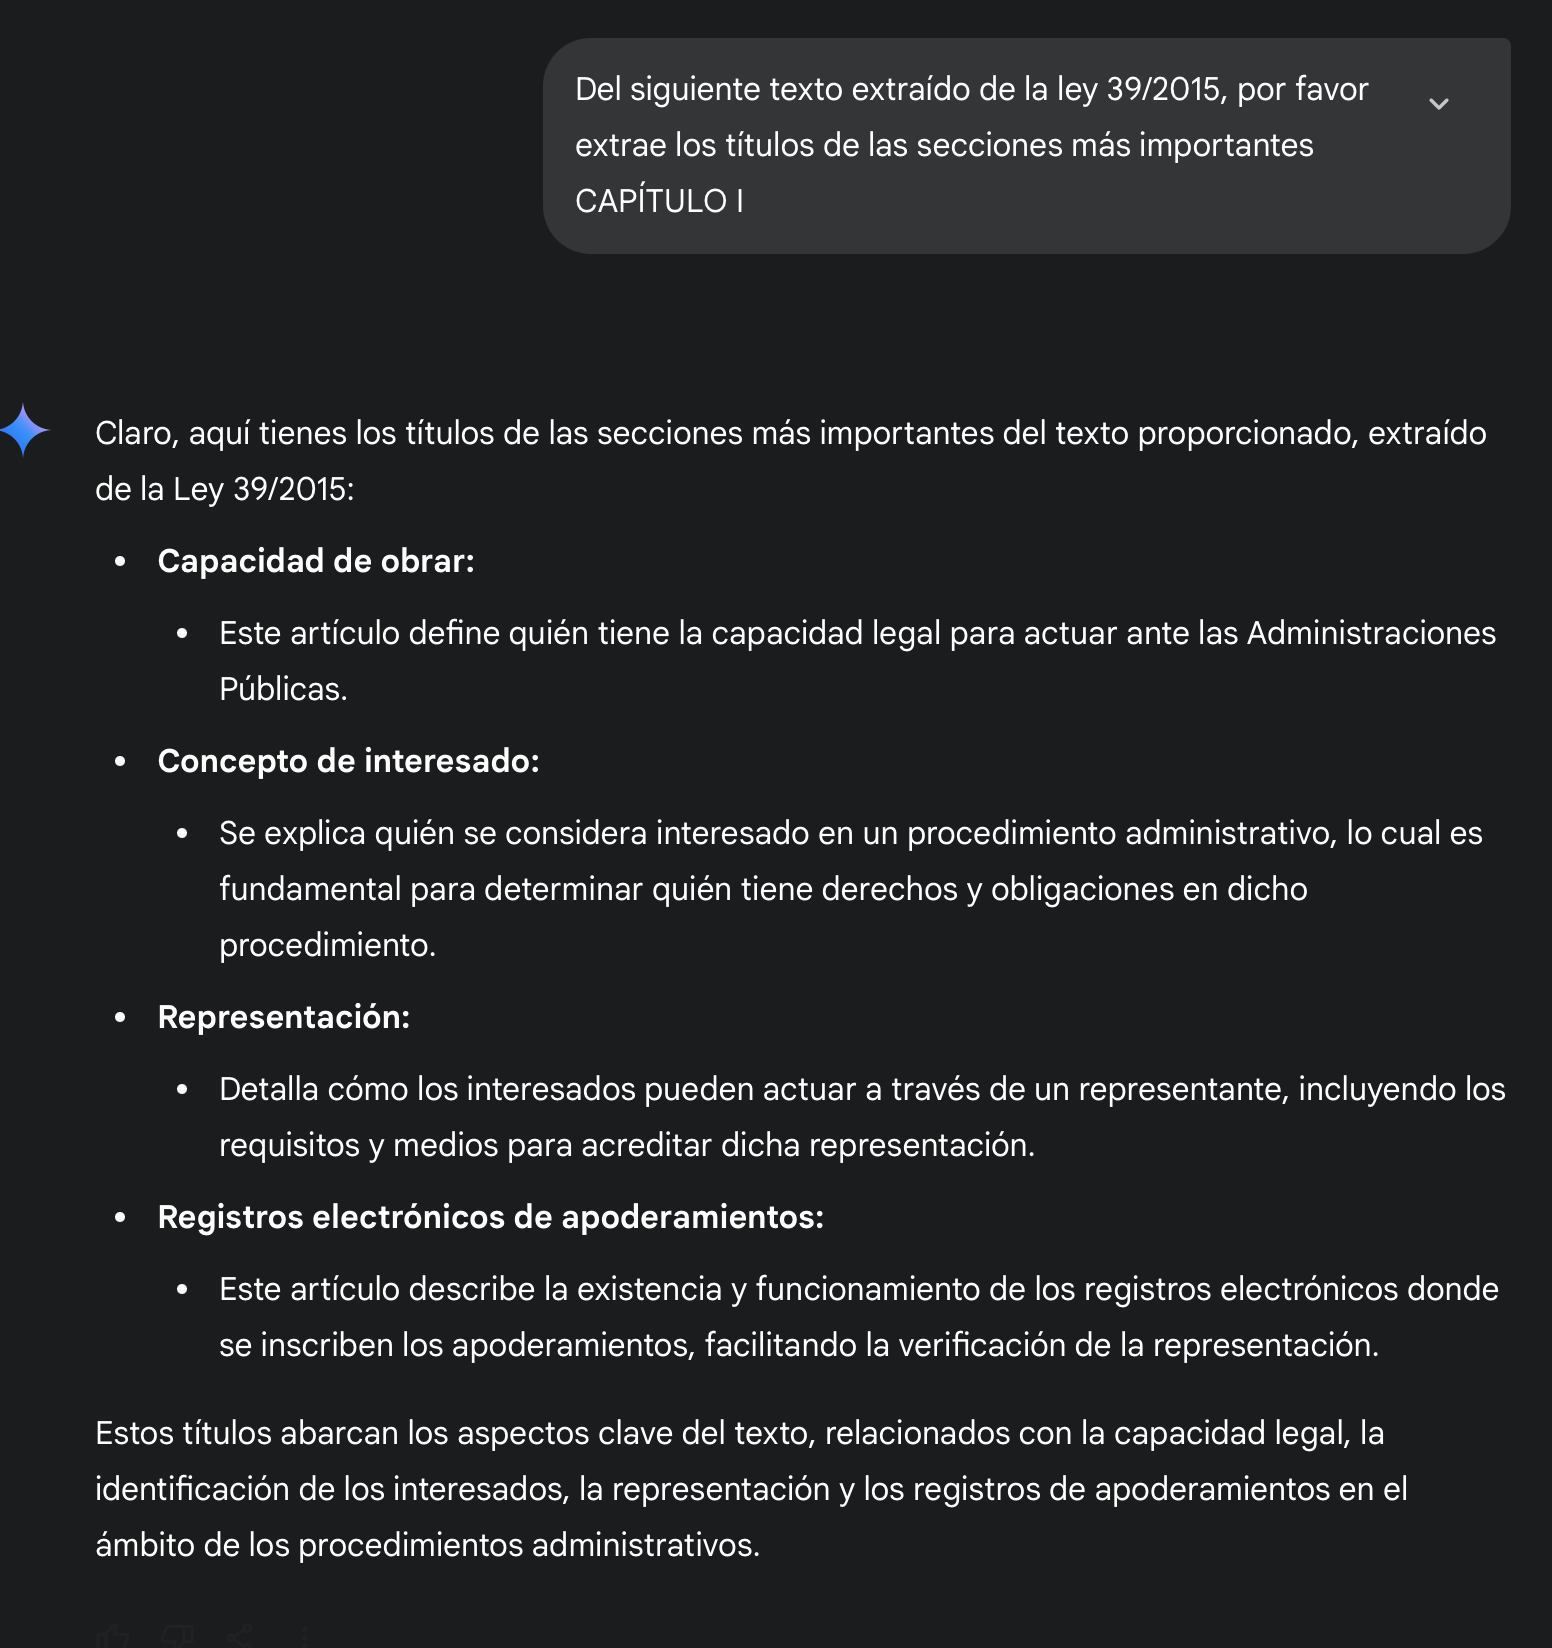 Del siguiente texto extraído de la ley 39/2015, por favor
extrae los títulos de las secciones más importantes
CAPÍTULO I
Claro, aquí tienes los títulos de las secciones más importantes del texto proporcionado, extraído
de la Ley 39/2015:
• Capacidad de obrar:
• Este artículo define quién tiene la capacidad legal para actuar ante las Administraciones
Públicas.
• Concepto de interesado:
• Se explica quién se considera interesado en un procedimiento administrativo, lo cual es
fundamental para determinar quién tiene derechos y obligaciones en dicho
procedimiento.
• Representación:
• Detalla cómo los interesados pueden actuar a través de un representante, incluyendo los
requisitos y medios para acreditar dicha representación.
• Registros electrónicos de apoderamientos:
• Este artículo describe la existencia y funcionamiento de los registros electrónicos donde
se inscriben los apoderamientos, facilitando la verificación de la representación.
Estos títulos abarcan los aspectos clave del texto, relacionados con la capacidad legal, la
identificación de los interesados, la representación y los registros de apoderamientos en el
ámbito de los procedimientos administrativos.